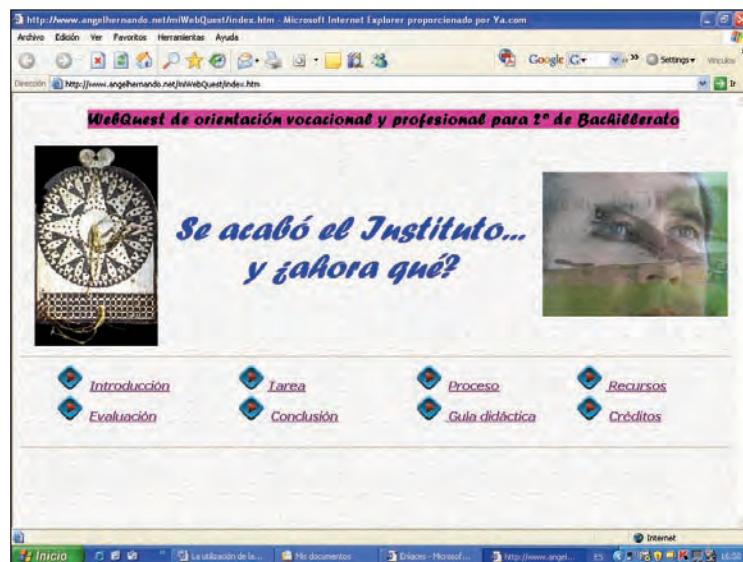 http://www.angelhernando.net/miWebQuest/index.htm - Microsoft Internet Explorer proporcionado por Ya.com
Archivo Edición Ver Favoritos Herramientas Ayuda
Google G Settings Vínculos
Dirección http://www.angelhernando.net/miWebQuest/index.htm Ir
WebQuest de orientación vocacional y profesional para 2º de Bachillerato
Se acabó el Instituto...
y ¿ahora qué?
Introducción Tarea Proceso Recursos
Evaluación Conclusión Guía didáctica Créditos
Internet
Inicio La utilización de la... Mis documentos Enlaces - Microsof... http://www.angel... ES 16:50